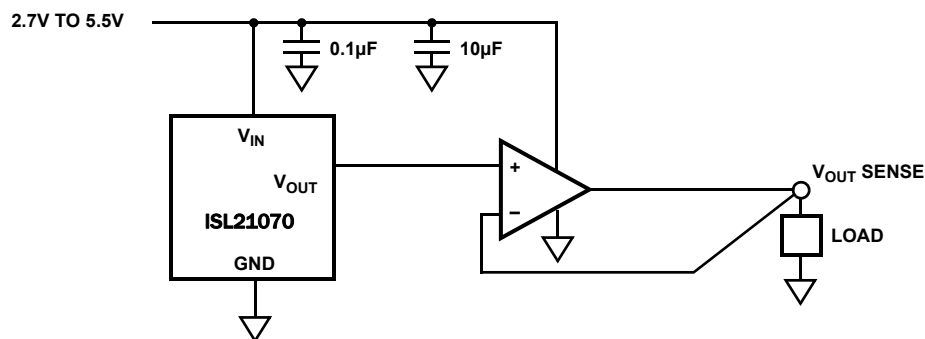 2.7V TO 5.5V
0.1µF
10µF
VIN
VOUT
ISL21070
GND
+
−
VOUT SENSE
LOAD